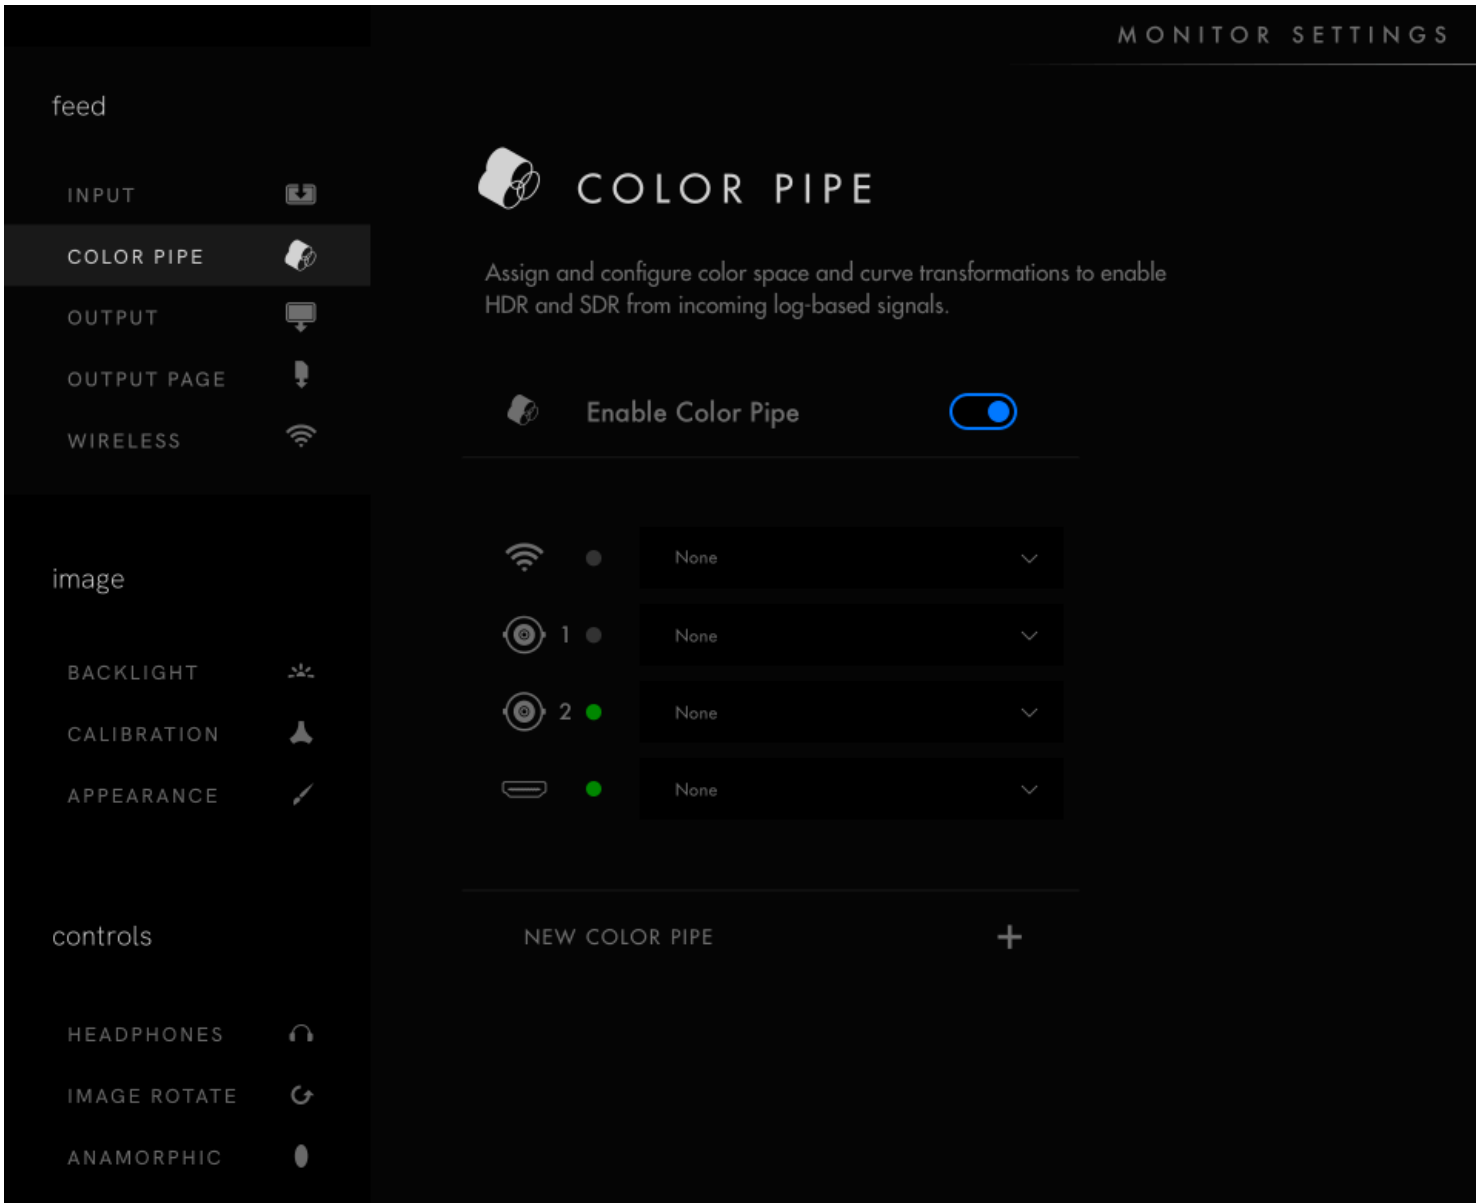 MONITOR SETTINGS
feed
INPUT
COLOR PIPE
OUTPUT
OUTPUT PAGE
WIRELESS
image
BACKLIGHT
CALIBRATION
APPEARANCE
controls
HEADPHONES
IMAGE ROTATE
ANAMORPHIC
COLOR PIPE
Assign and configure color space and curve transformations to enable
HDR and SDR from incoming log-based signals.
Enable Color Pipe
None
1 None
2 None
None
NEW COLOR PIPE +